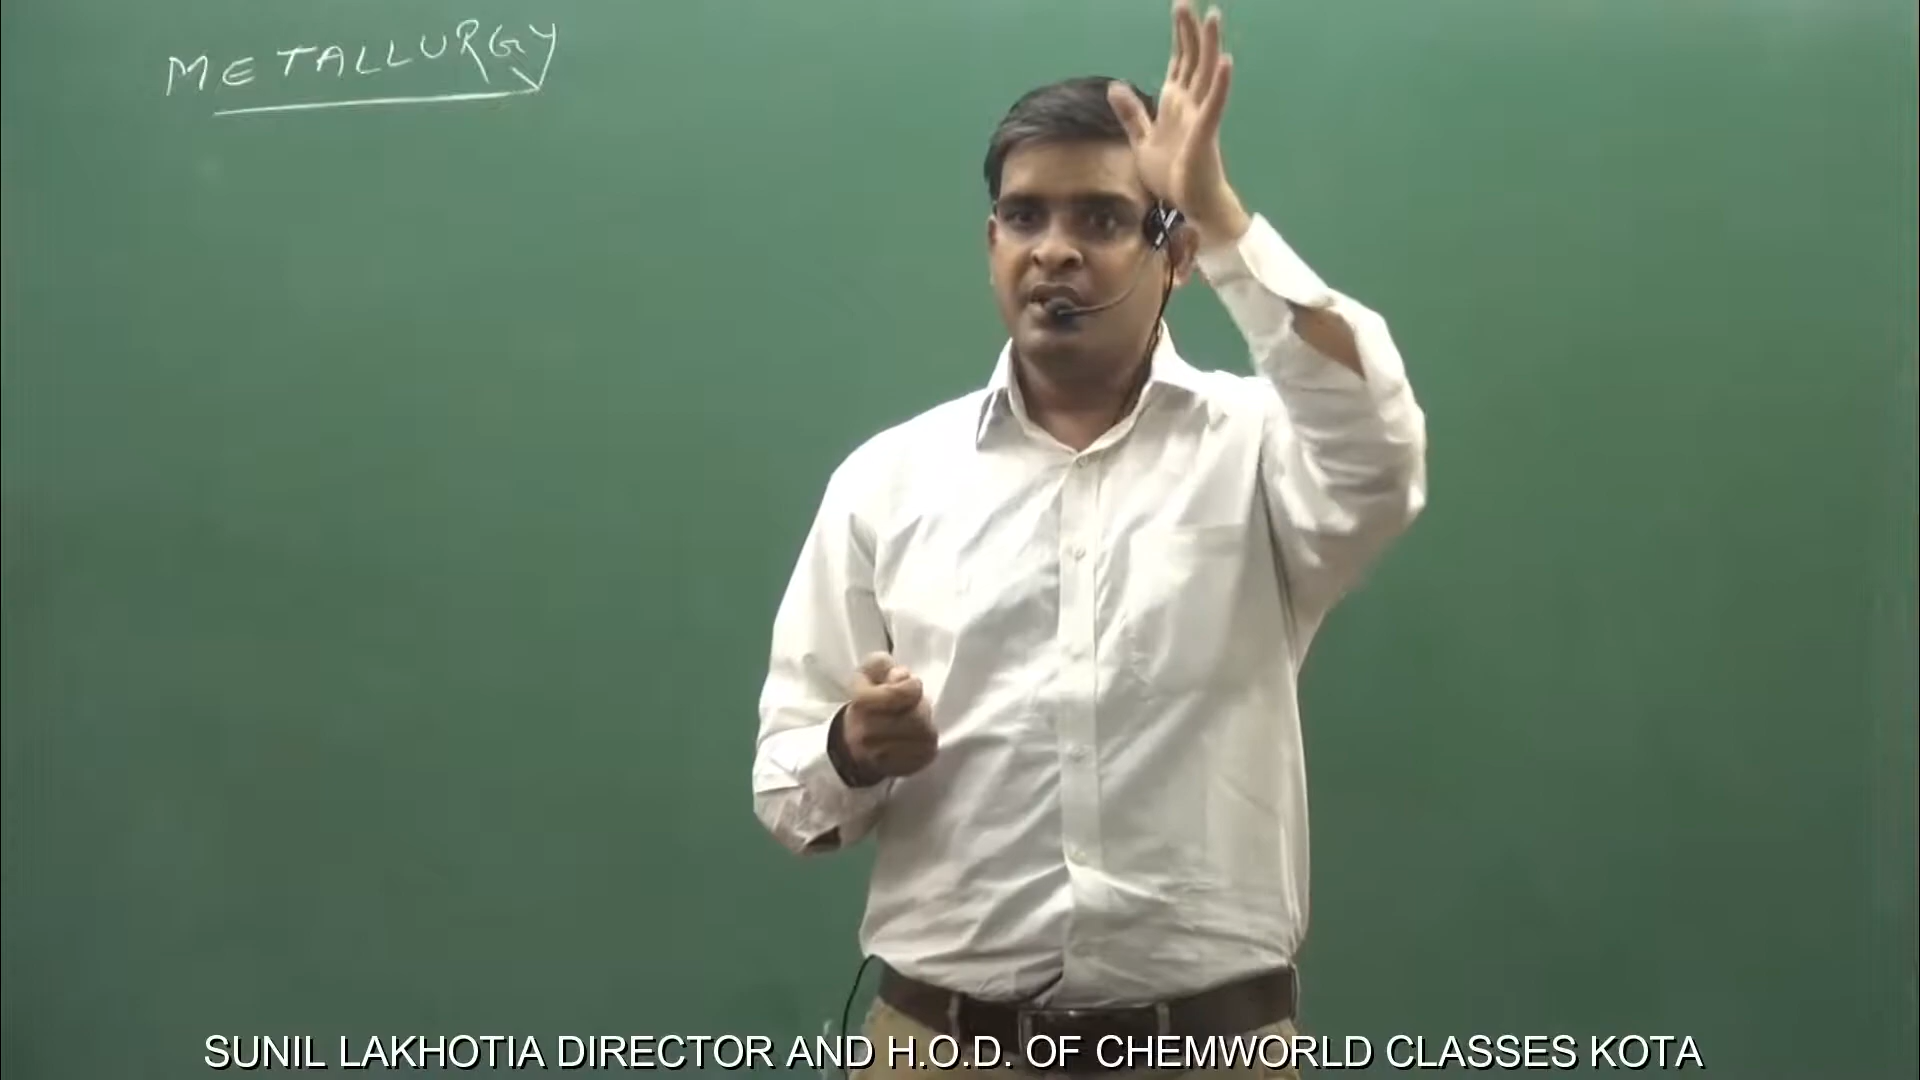 METALLURGY
SUNIL LAKHOTIA DIRECTOR AND H.O.D. OF CHEMWORLD CLASSES KOTA